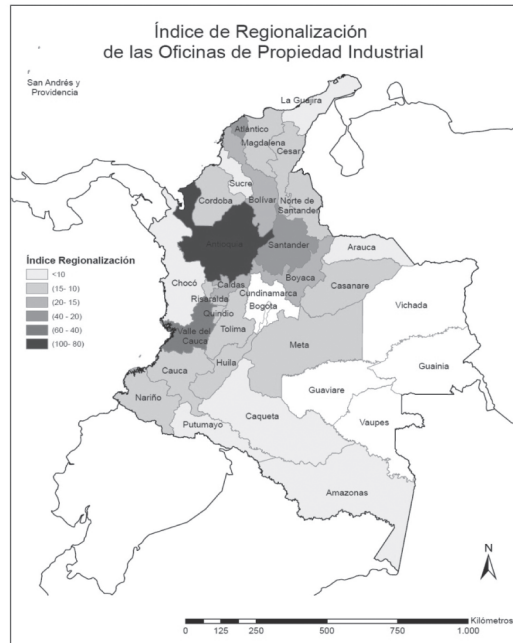 Índice de Regionalización
de las Oficinas de Propiedad Industrial
San Andrés y
Providencia
La Guajira
Atlántico
Magdalena
Cesar
Sucre
Cordoba
Bolívar
Norte de
Santander
Antioquia
Santander
Arauca
Índice Regionalización
<10
(15- 10)
(20- 15)
(40 - 20)
(60 - 40)
(100- 80)
Chocó
Caldas
Boyaca
Casanare
Risaralda
Cundinamarca
Bogota
Vichada
Quindio
Valle del
Cauca
Tolima
Meta
Guainia
Cauca
Huila
Guaviare
Nariño
Caqueta
Vaupes
Putumayo
Amazonas
N
Kilómetros
0 125 250 500 750 1.000